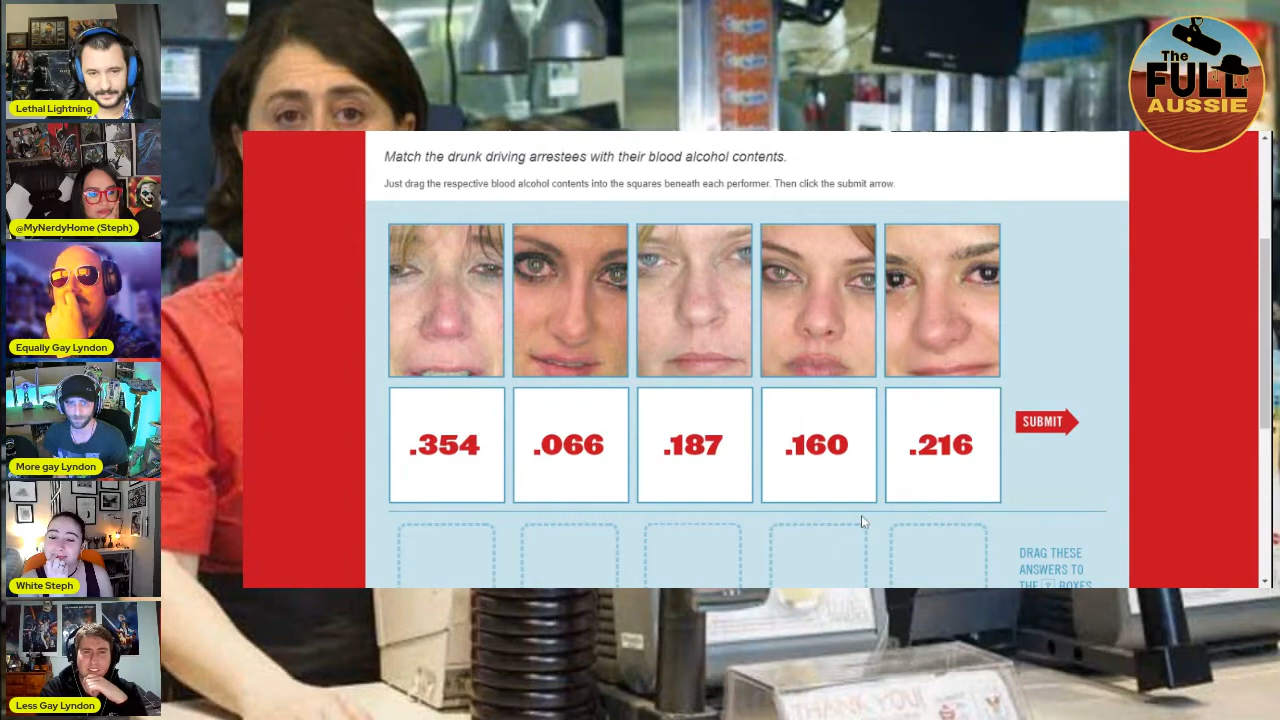 Lethal Lightning
@MyNerdyHome (Steph)
Equally Gay Lyndon
More gay Lyndon
White Steph
Less Gay Lyndon
The
FULL
AUSSIE
Match the drunk driving arrestees with their blood alcohol contents.
Just drag the respective blood alcohol contents into the squares beneath each performer. Then click the submit arrow.
.354
.066
.187
.160
.216
SUBMIT
DRAG THESE
ANSWERS TO
THE ? BOXES
THANK YOU!